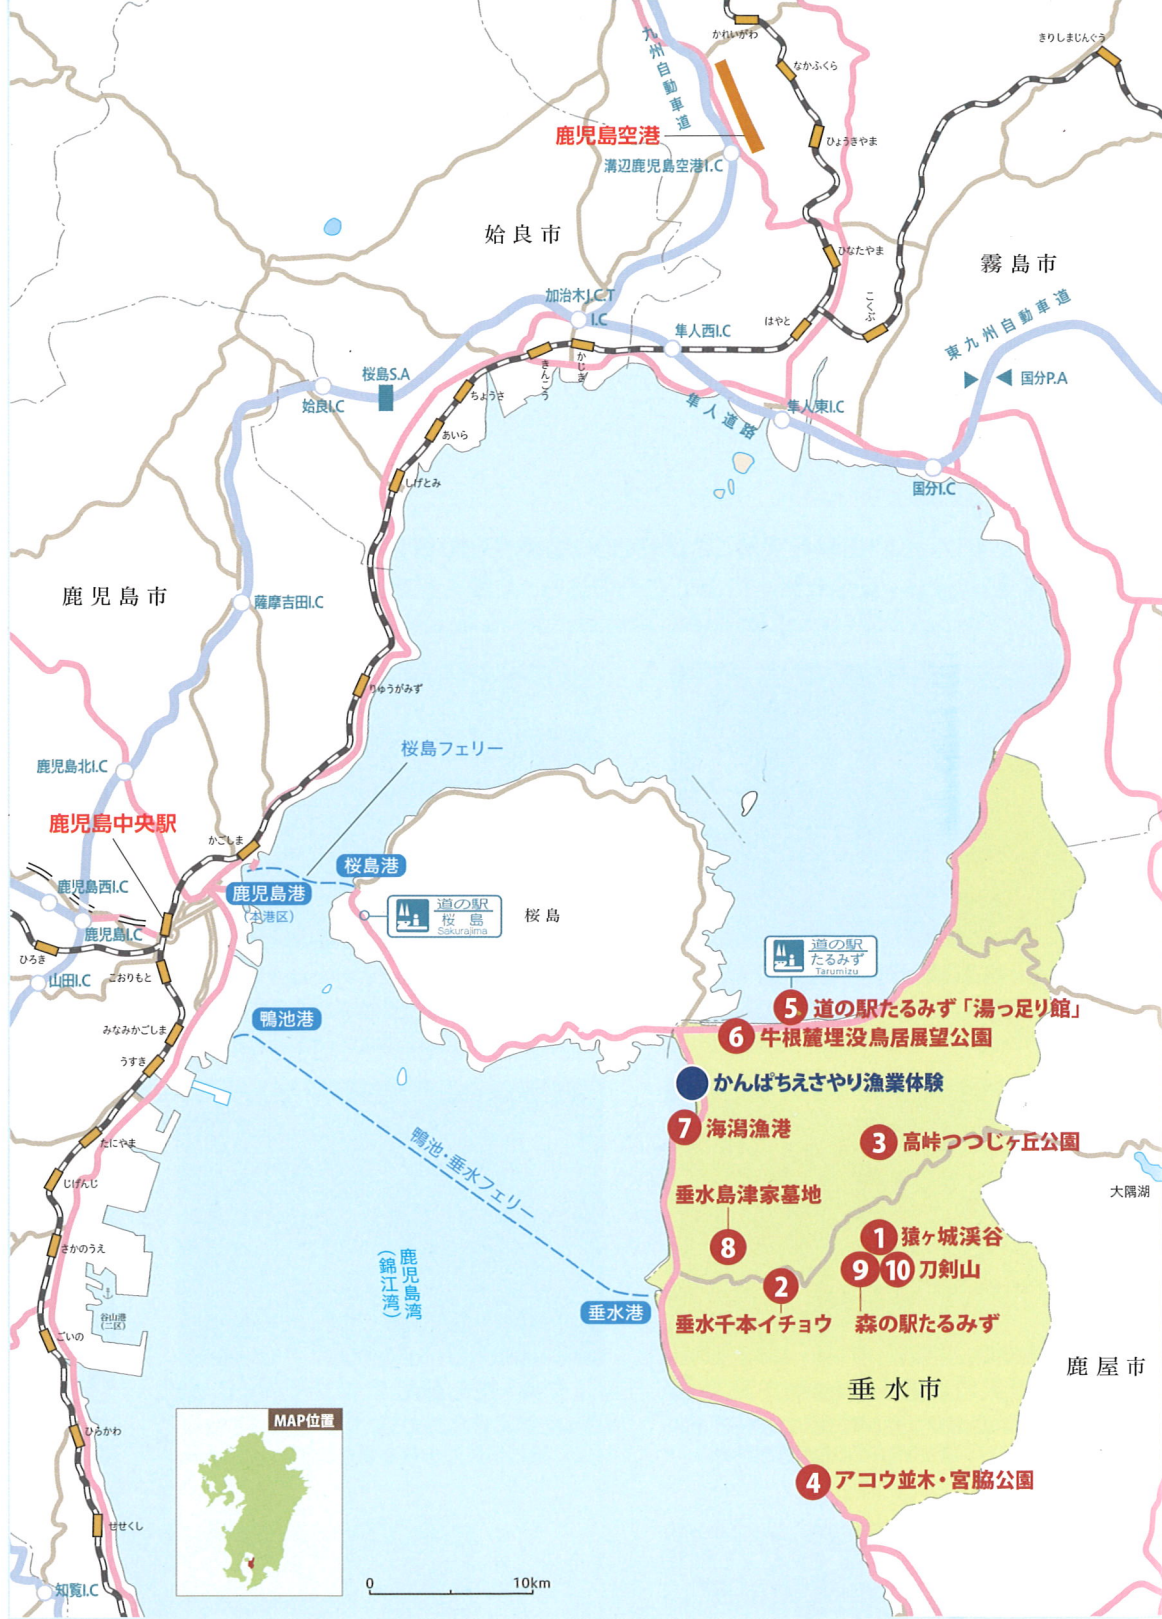 かれいがわ
きりしまじんぐう
九州自動車道
なかふくら
鹿児島空港
ひょうきやま
溝辺鹿児島空港I.C
姶良市
ひなたやま
霧島市
加治木J.C.T
I.C
こくぶ
はやと
隼人西I.C
東九州自動車道
桜島S.A
きんこう
かじき
国分P.A
ちょうさ
姶良I.C
隼人道路
隼人東I.C
あいら
しげとみ
国分I.C
鹿児島市
薩摩吉田I.C
りゅうがみず
桜島フェリー
鹿児島北I.C
鹿児島中央駅
かごしま
桜島港
鹿児島西I.C
鹿児島港
(本港区)
道の駅
桜島
Sakurajima
桜島
鹿児島I.C
道の駅
たるみず
Tarumizu
ひろき
山田I.C
こおりもと
5 道の駅たるみず「湯っ足り館」
鴨池港
みなみかごしま
6 牛根麓埋没鳥居展望公園
うすき
かんぱちえさやり漁業体験
7 海潟漁港
たにやま
3 高峠つつじヶ丘公園
鴨池・垂水フェリー
じげんじ
大隅湖
垂水島津家墓地
8
1 猿ヶ城渓谷
さかのうえ
鹿児島湾
(錦江湾)
9 10 刀剣山
2
谷山港
(二区)
垂水港
垂水千本イチョウ
森の駅たるみず
ごいの
鹿屋市
垂水市
MAP位置
ひらかわ
4 アコウ並木・宮脇公園
せせくし
知覧I.C
0 10km